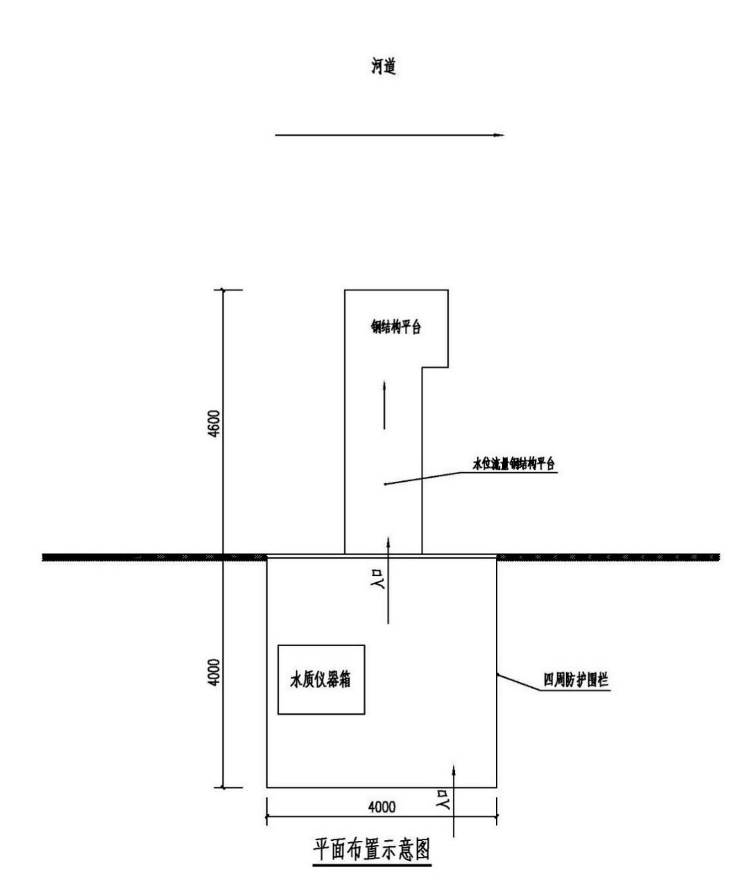 河道
钢结构平台
4600
水位流量钢结构平台
入口
4000
水质仪器箱
四周防护围栏
入口
4000
平面布置示意图